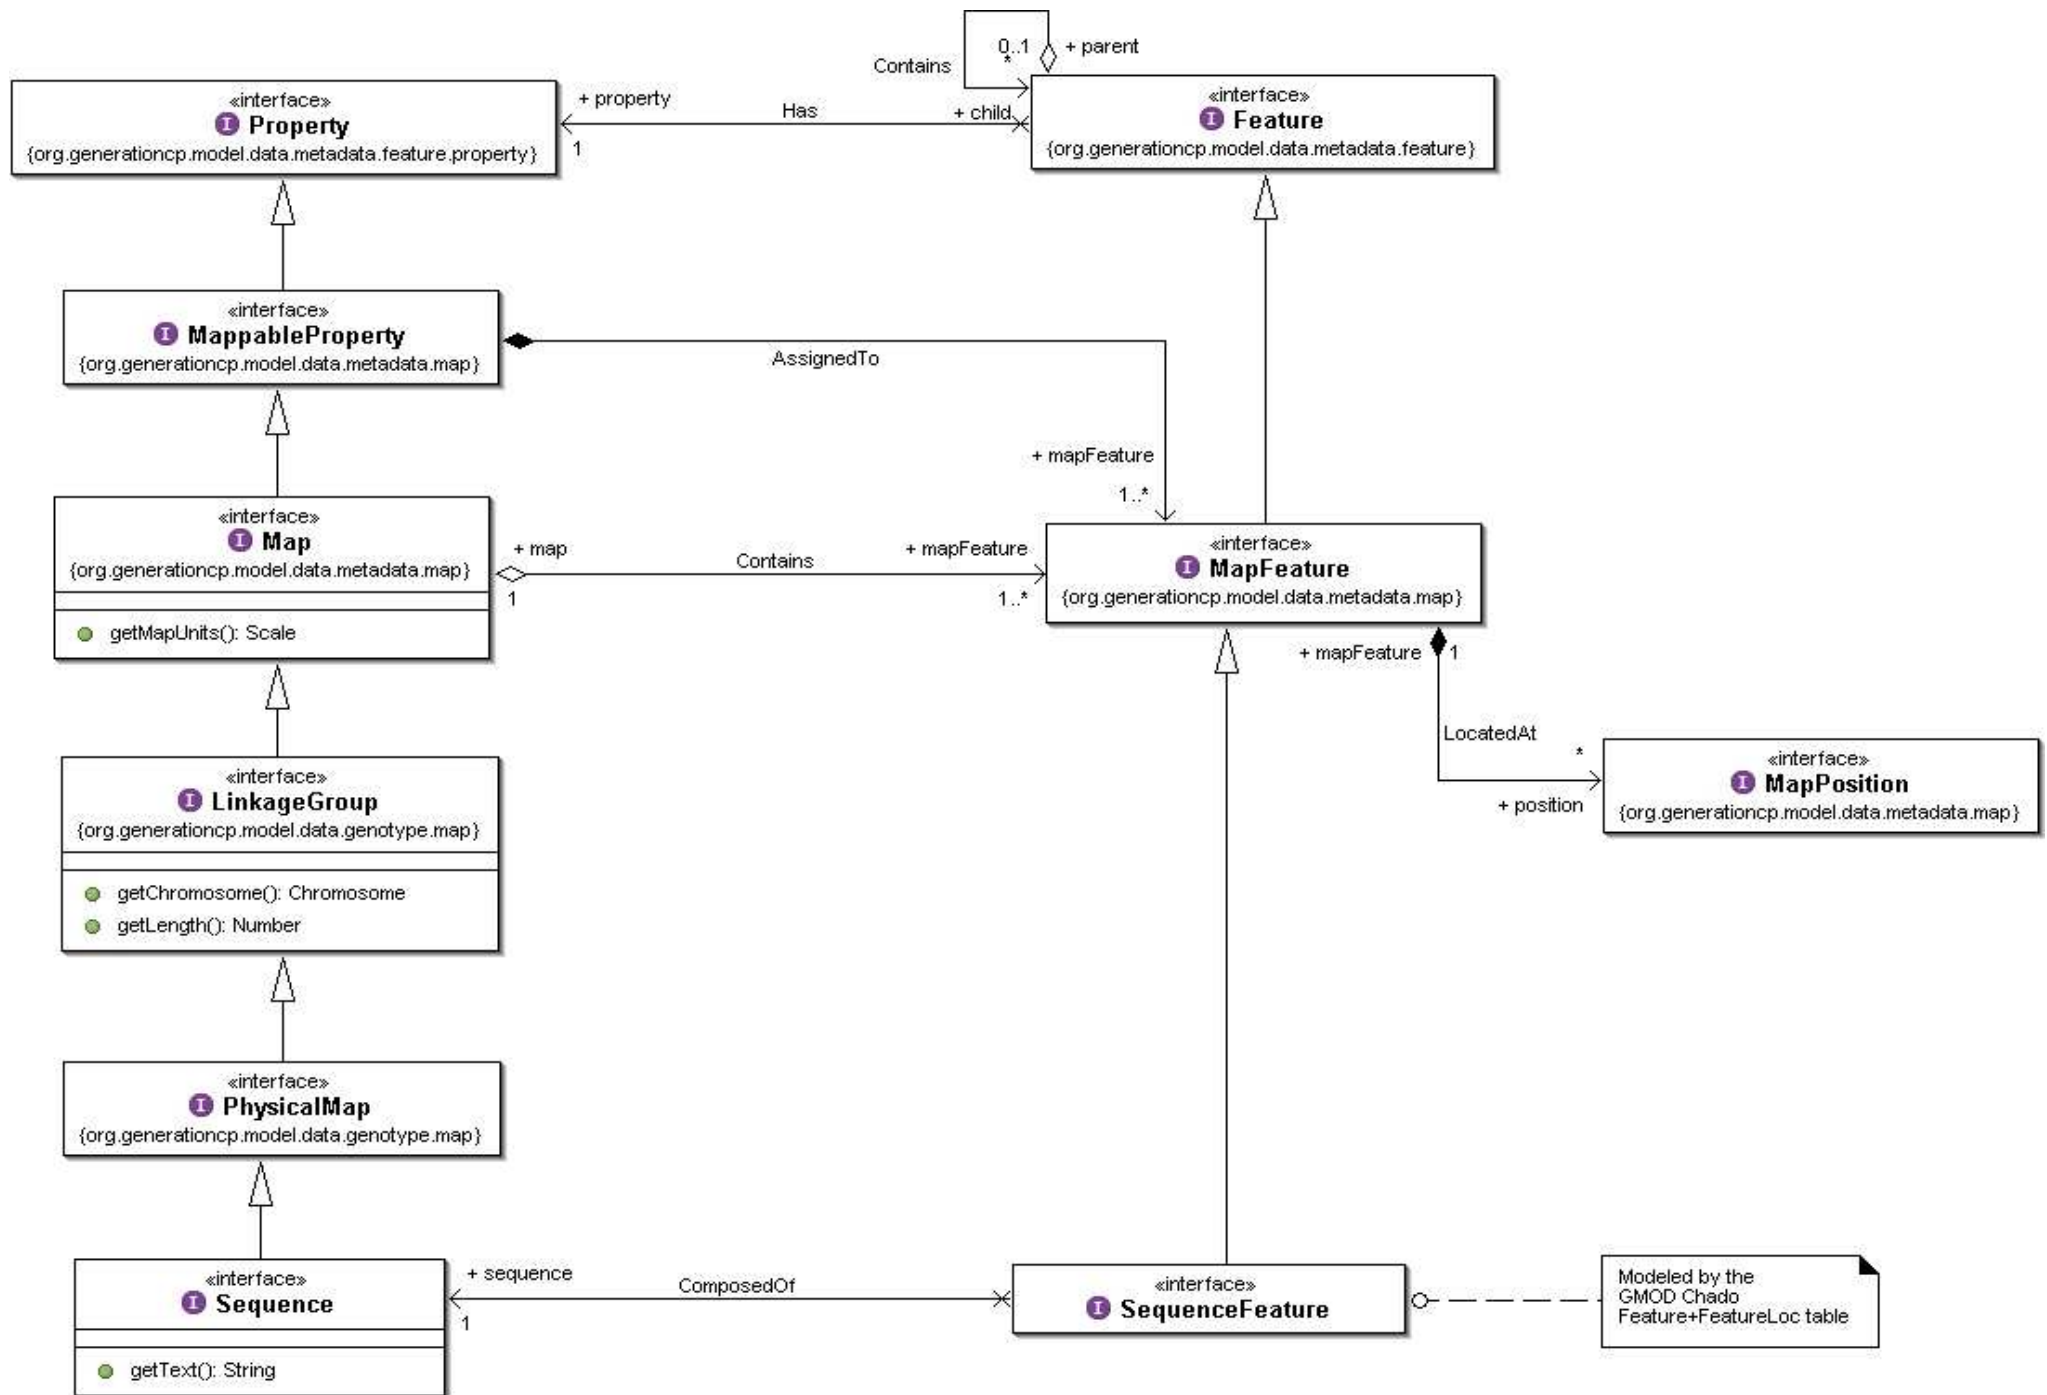 0..1
*
+ parent
Contains
«interface»
I Property
{org.generationcp.model.data.metadata.feature.property}
+ property
1
Has
+ child
«interface»
I Feature
{org.generationcp.model.data.metadata.feature}
«interface»
I MappableProperty
{org.generationcp.model.data.metadata.map}
AssignedTo
+ mapFeature
1..*
«interface»
I Map
{org.generationcp.model.data.metadata.map}
getMapUnits(): Scale
+ map
1
Contains
+ mapFeature
1..*
«interface»
I MapFeature
{org.generationcp.model.data.metadata.map}
+ mapFeature
1
LocatedAt
*
+ position
«interface»
I MapPosition
{org.generationcp.model.data.metadata.map}
«interface»
I LinkageGroup
{org.generationcp.model.data.genotype.map}
getChromosome(): Chromosome
getLength(): Number
«interface»
I PhysicalMap
{org.generationcp.model.data.genotype.map}
«interface»
I Sequence
getText(): String
+ sequence
1
ComposedOf
«interface»
I SequenceFeature
Modeled by the
GMOD Chado
Feature+FeatureLoc table